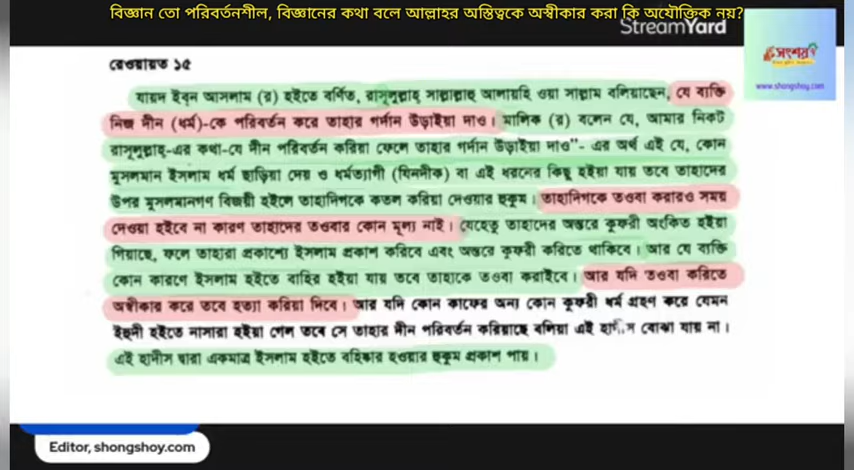 বিজ্ঞান তো পরিবর্তনশীল, বিজ্ঞানের কথা বলে আল্লাহর অস্তিত্বকে অস্বীকার করা কি অযৌক্তিক নয়?
StreamYard
সংশয়
www.shongshoy.com
রেওয়ায়ত ১৫
যায়দ ইবন আসলাম (র) হইতে বর্ণিত, রাসূলুল্লাহ্ সাল্লাল্লাহু আলায়হি ওয়া সাল্লাম বলিয়াছেন, যে ব্যক্তি
নিজ দীন (ধর্ম)-কে পরিবর্তন করে তাহার গর্দান উড়াইয়া দাও। মালিক (র) বলেন যে, আমার নিকট
রাসূলুল্লাহ্-এর কথা-যে দীন পরিবর্তন করিয়া ফেলে তাহার গর্দান উড়াইয়া দাও"- এর অর্থ এই যে, কোন
মুসলমান ইসলাম ধর্ম ছাড়িয়া দেয় ও ধর্মত্যাগী (যিনদীক) বা এই ধরনের কিছু হইয়া যায় তবে তাহাদের
উপর মুসলমানগণ বিজয়ী হইলে তাহাদিগকে কতল করিয়া দেওয়ার হুকুম। তাহাদিগকে তওবা করারও সময়
দেওয়া হইবে না কারণ তাহাদের তওবার কোন মূল্য নাই। যেহেতু তাহাদের অন্তরে কুফরী অংকিত হইয়া
গিয়াছে, ফলে তাহারা প্রকাশ্যে ইসলাম প্রকাশ করিবে এবং অন্তরে কুফরী করিতে থাকিবে। আর যে ব্যক্তি
কোন কারণে ইসলাম হইতে বাহির হইয়া যায় তবে তাহাকে তওবা করাইবে। আর যদি তওবা করিতে
অস্বীকার করে তবে হত্যা করিয়া দিবে। আর যদি কোন কাফের অন্য কোন কুফরী ধর্ম গ্রহণ করে যেমন
ইহুদী হইতে নাসারা হইয়া গেল তবে সে তাহার দীন পরিবর্তন করিয়াছে বলিয়া এই হাদীস বোঝা যায় না।
এই হাদীস দ্বারা একমাত্র ইসলাম হইতে বহিষ্কার হওয়ার হুকুম প্রকাশ পায়।
Editor, shongshoy.com